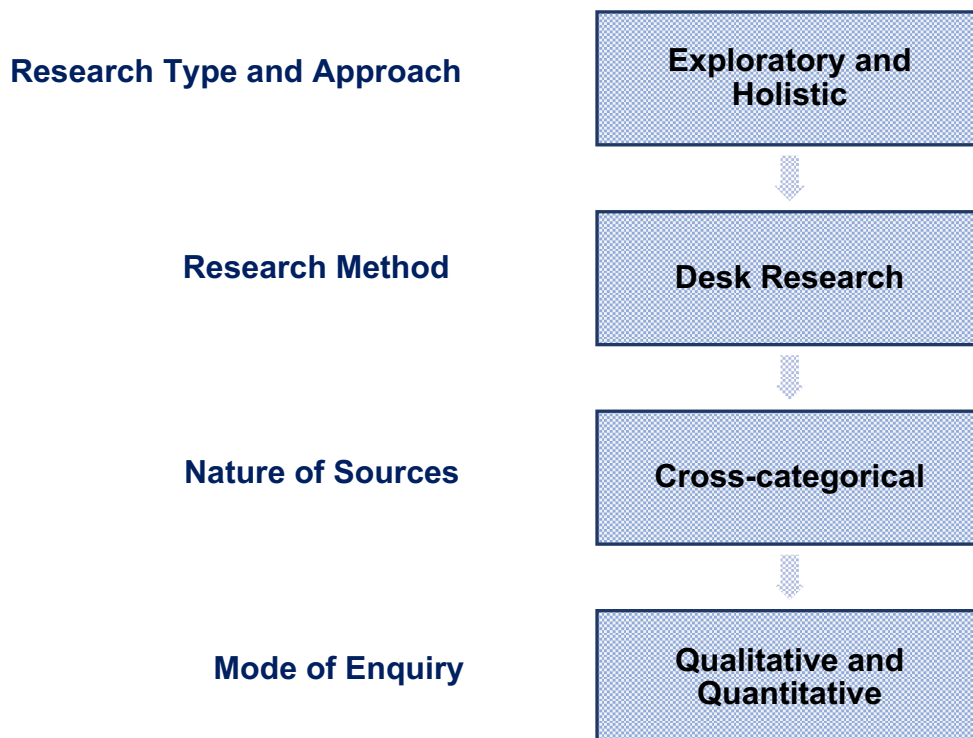 Research Type and Approach
Exploratory and
Holistic
Research Method
Desk Research
Nature of Sources
Cross-categorical
Mode of Enquiry
Qualitative and
Quantitative